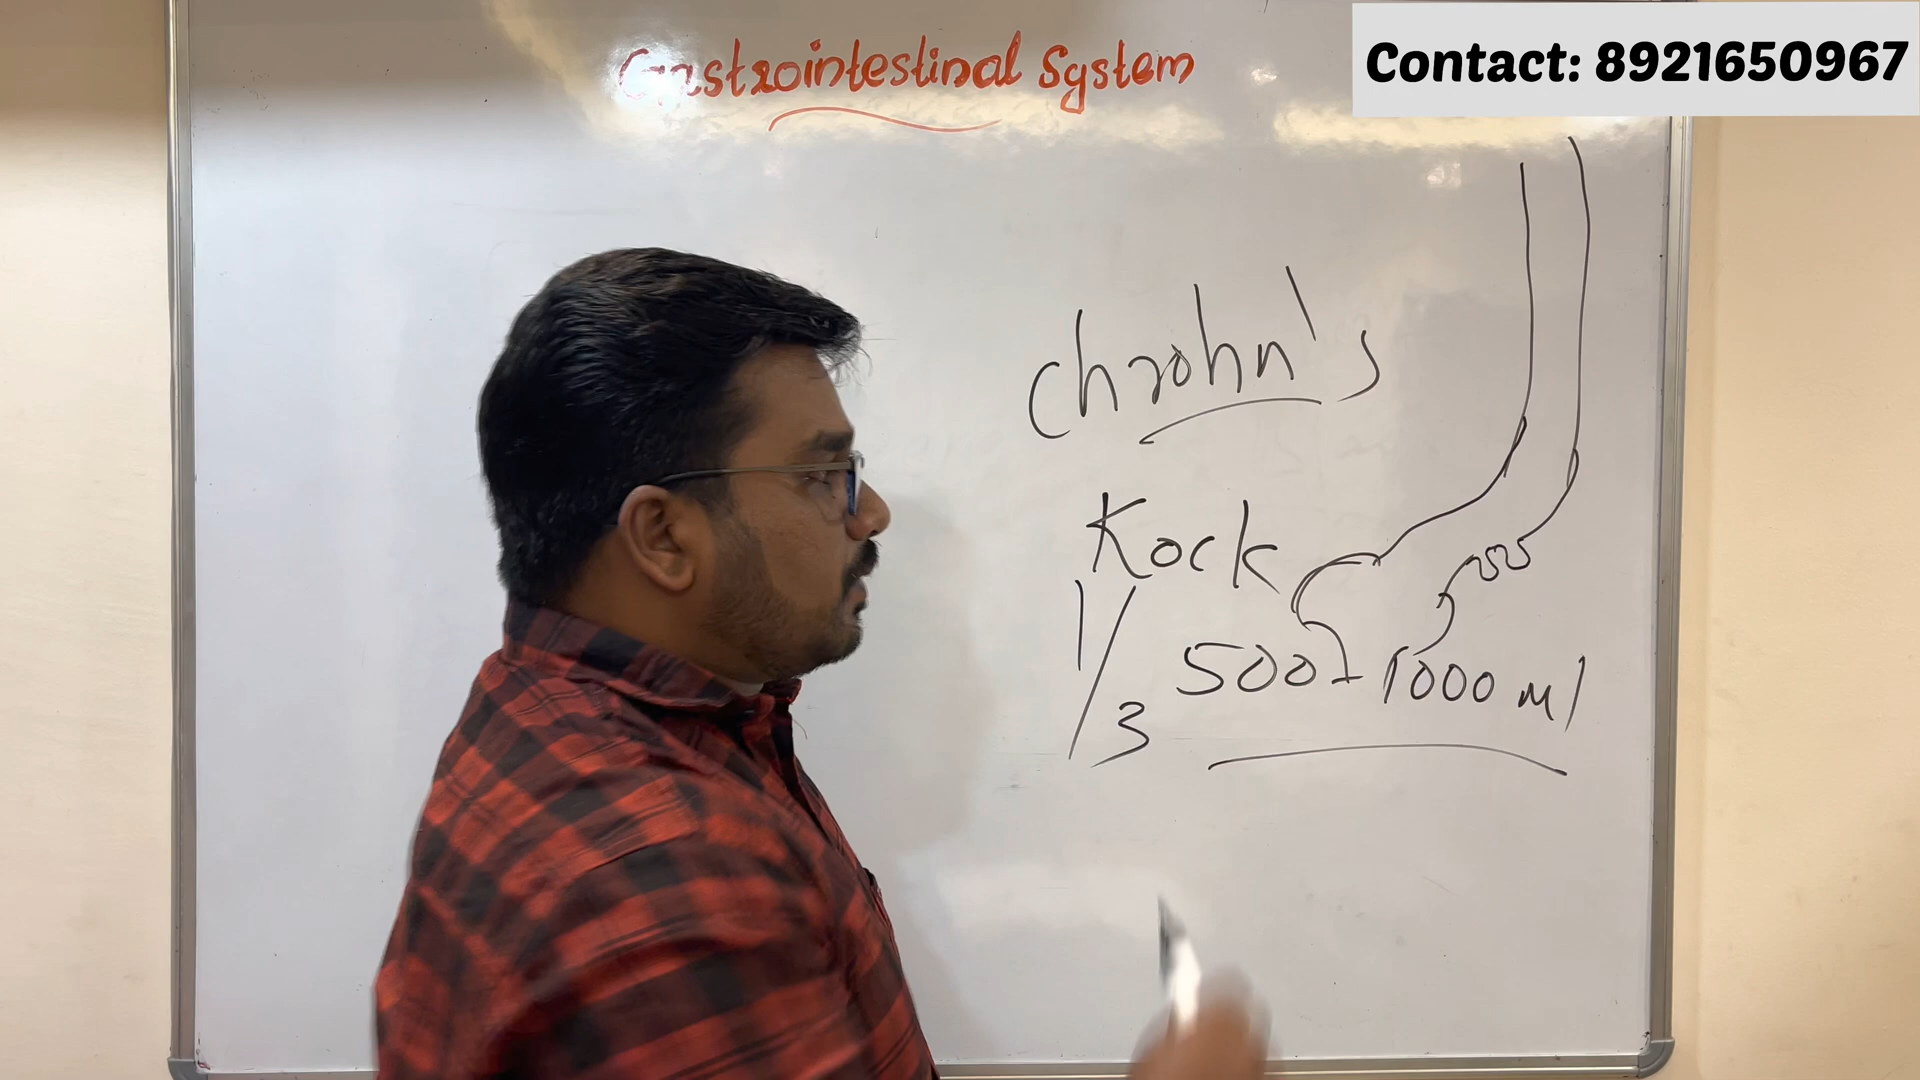 Gastrointestinal System
Contact: 8921650967
Chrohn's
Kock
1/3
500-1000 ml